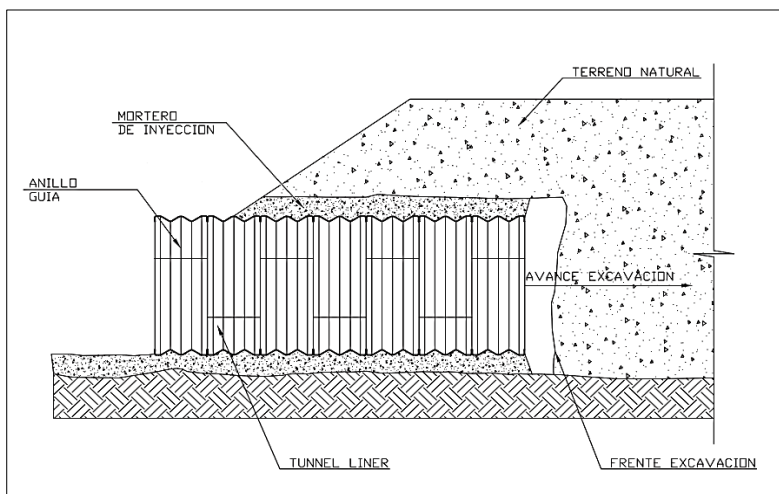 TERRENO NATURAL
MORTERO
DE INYECCION
ANILLO
GUIA
AVANCE EXCAVACION
TUNNEL LINER
FRENTE EXCAVACION